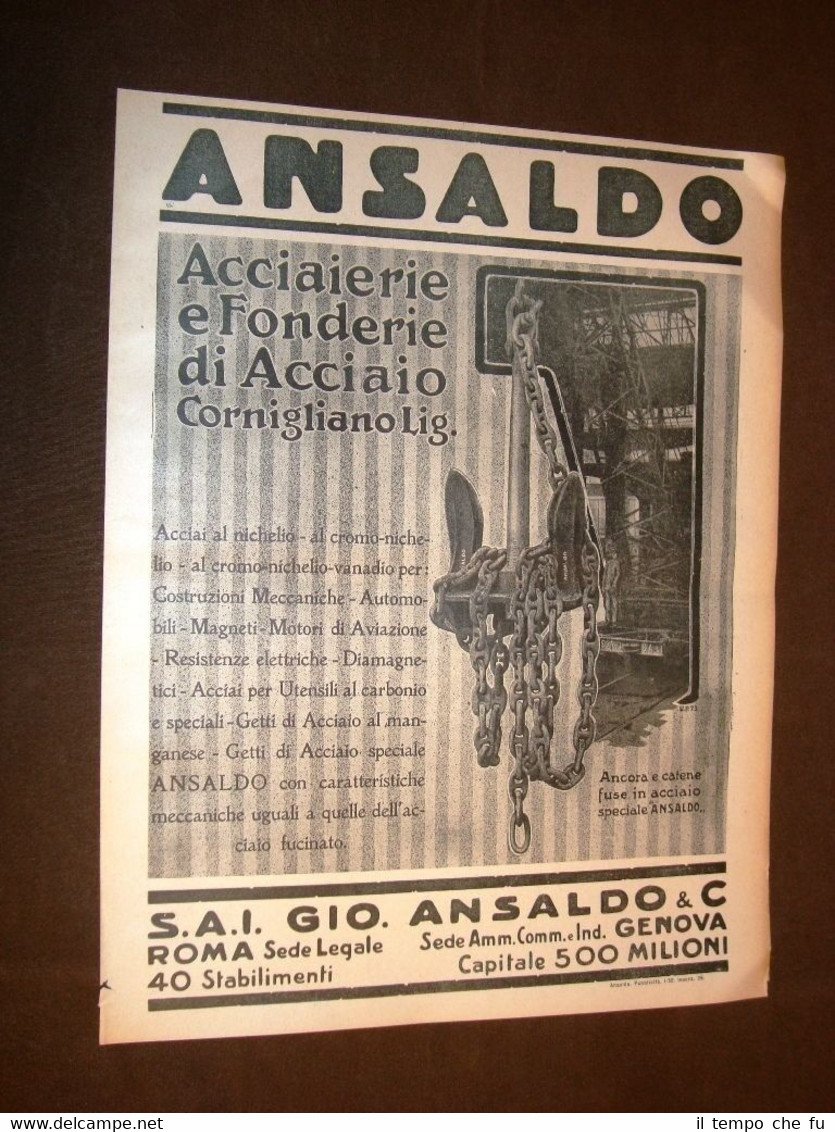 ANSALDO
Acciaierie
e Fonderie
di Acciaio
Cornigliano Lig.
Acciai al nichelio - al cromo-niche-
lio - al cromo-nichelio-vanadio per:
Costruzioni Meccaniche - Automo-
bili - Magneti - Motori di Aviazione
- Resistenze elettriche - Diamagne-
tici - Acciai per Utensili al carbonio
e speciali - Getti di Acciaio al man-
ganese - Getti di Acciaio speciale
ANSALDO con caratteristiche
meccaniche uguali a quelle dell'ac-
ciaio fucinato.
Ancora e catene
fuse in acciaio
speciale "ANSALDO„
S.A.I. GIO. ANSALDO & C
ROMA Sede Legale
40 Stabilimenti
Sede Amm. Comm. e Ind. GENOVA
Capitale 500 MILIONI
Ansaldo, Pubblicità,
www.delcampe.net
il tempo che fu